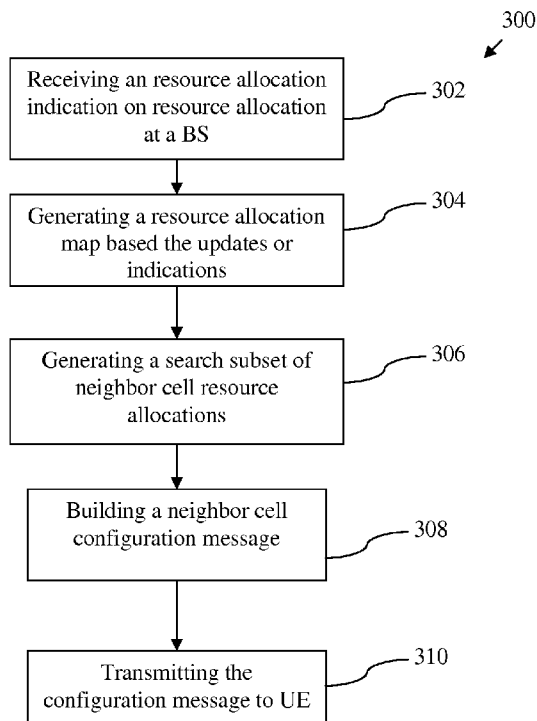 300
Receiving an resource allocation
indication on resource allocation
at a BS
302
Generating a resource allocation
map based the updates or
indications
304
Generating a search subset of
neighbor cell resource
allocations
306
Building a neighbor cell
configuration message
308
Transmitting the
configuration message to UE
310